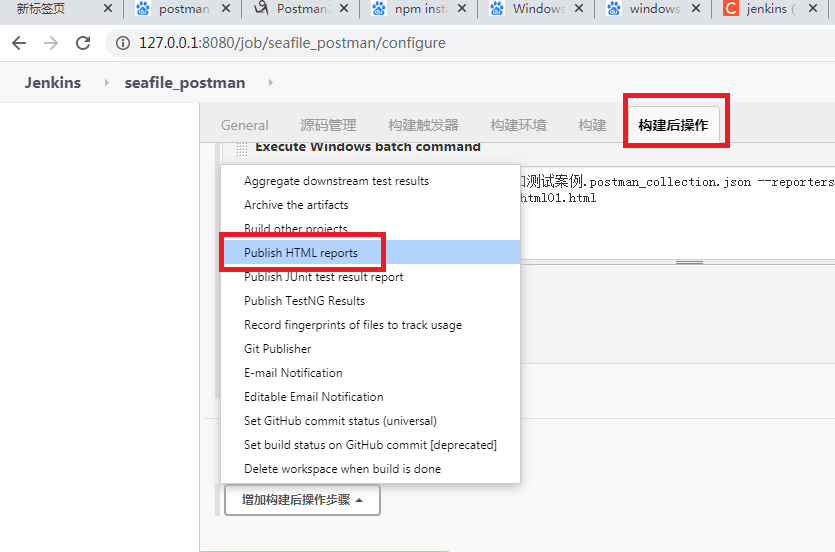 新标签页
postman
Postman
npm inst
Windows
windows
jenkins (
127.0.0.1:8080/job/seafile_postman/configure
Jenkins
seafile_postman
General
源码管理
构建触发器
构建环境
构建
构建后操作
Execute Windows batch command
Aggregate downstream test results
和测试案例.postman_collection.json --reporters
Archive the artifacts
html01.html
Build other projects
Publish HTML reports
Publish JUnit test result report
Publish TestNG Results
Record fingerprints of files to track usage
Git Publisher
E-mail Notification
Editable Email Notification
Set GitHub commit status (universal)
Set build status on GitHub commit [deprecated]
Delete workspace when build is done
增加构建后操作步骤